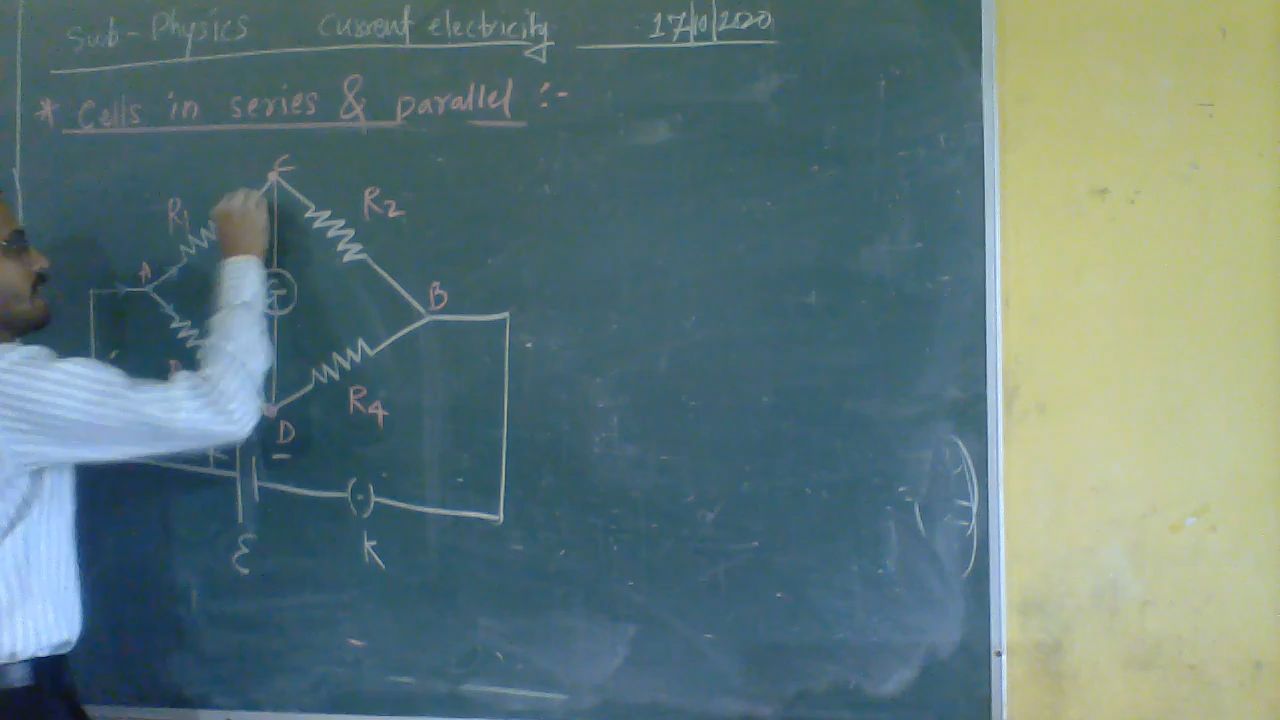 Sub-Physics Current electricity 17/10/2020
* Cells in series & parallel :-
C
R1 R2
A
G B
R4
D
ε K